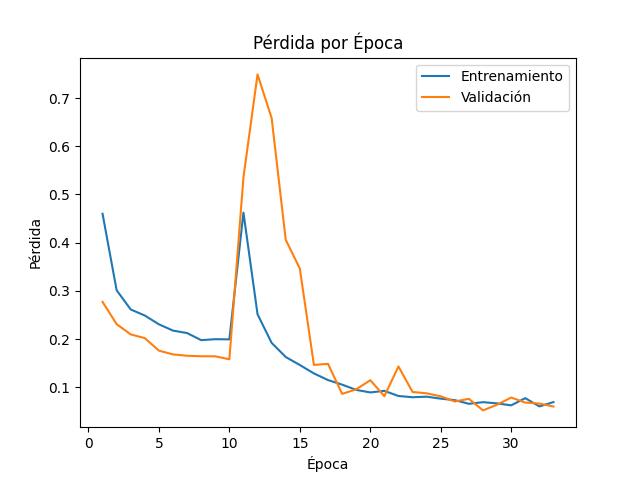 Pérdida por Época
Entrenamiento
Validación
Pérdida
0.7
0.6
0.5
0.4
0.3
0.2
0.1
0 5 10 15 20 25 30
Época